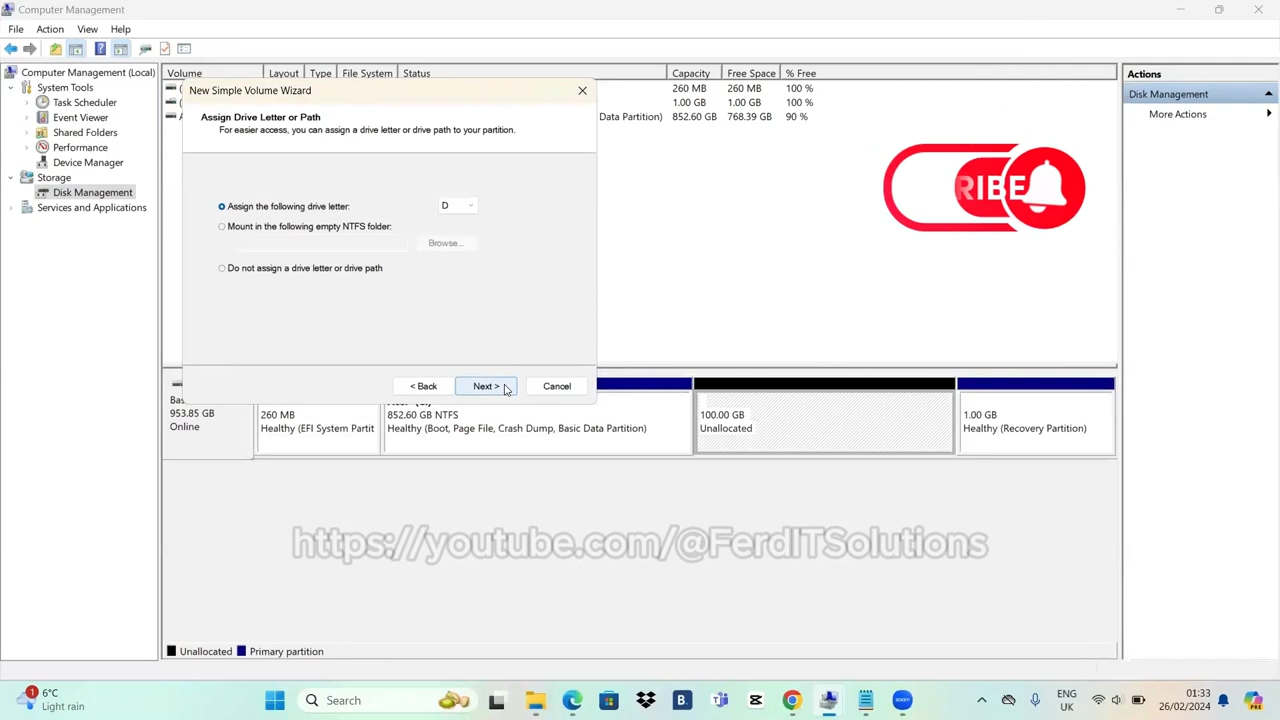 Computer Management
File Action View Help
Computer Management (Local)
System Tools
Task Scheduler
Event Viewer
Shared Folders
Performance
Device Manager
Storage
Disk Management
Services and Applications
Volume Layout Type File System Status Capacity Free Space % Free
260 MB 260 MB 100 %
1.00 GB 1.00 GB 100 %
Data Partition) 852.60 GB 768.39 GB 90 %
New Simple Volume Wizard
Assign Drive Letter or Path
For easier access, you can assign a drive letter or drive path to your partition.
Assign the following drive letter: D
Mount in the following empty NTFS folder:
Browse...
Do not assign a drive letter or drive path
< Back Next > Cancel
Actions
Disk Management
More Actions
RIBE
953.85 GB
Online
260 MB
Healthy (EFI System Partit
852.60 GB NTFS
Healthy (Boot, Page File, Crash Dump, Basic Data Partition)
100.00 GB
Unallocated
1.00 GB
Healthy (Recovery Partition)
https://youtube.com/@FerdITSolutions
Unallocated Primary partition
1
6°C
Light rain
Search
B.
ENG
UK
01:33
26/02/2024